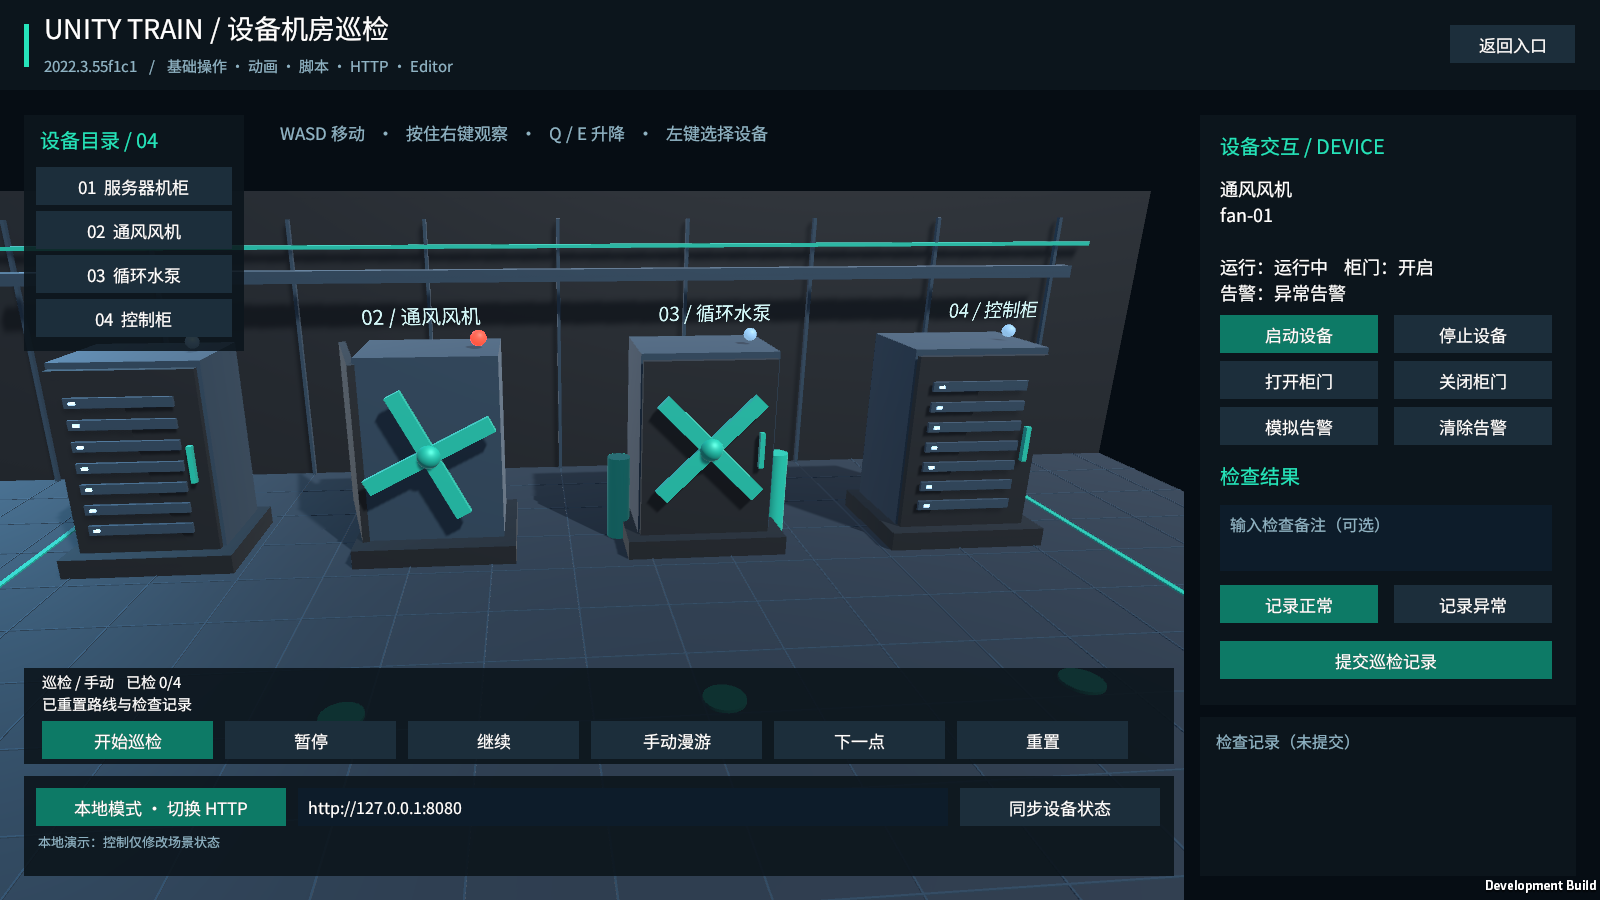 UNITY TRAIN / 设备机房巡检
2022.3.55f1c1 / 基础操作 · 动画 · 脚本 · HTTP · Editor
返回入口
设备目录 / 04
01 服务器机柜
02 通风风机
03 循环水泵
04 控制柜
WASD 移动 · 按住右键观察 · Q / E 升降 · 左键选择设备
02 / 通风风机
03 / 循环水泵
04 / 控制柜
设备交互 / DEVICE
通风风机
fan-01
运行：运行中 柜门：开启
告警：异常告警
启动设备
停止设备
打开柜门
关闭柜门
模拟告警
清除告警
检查结果
输入检查备注（可选）
记录正常
记录异常
提交巡检记录
检查记录（未提交）
巡检 / 手动 已检 0/4
已重置路线与检查记录
开始巡检
暂停
继续
手动漫游
下一点
重置
本地模式 · 切换 HTTP
http://127.0.0.1:8080
同步设备状态
本地演示：控制仅修改场景状态
Development Build